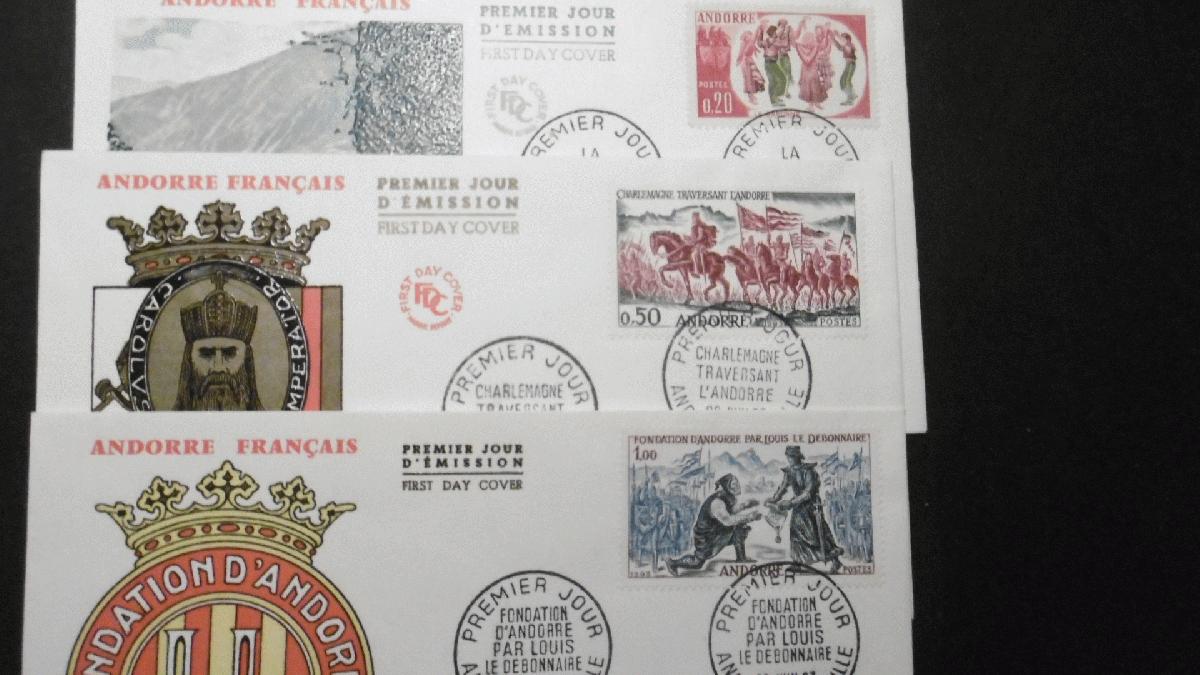 ANDORRE FRANÇAIS
PREMIER JOUR
D'EMISSION
FIRST DAY COVER
FIRST DAY COVER
FDC
ANDORRE
POSTES
0,20
PREMIER JOUR
LA
PREMIER JOUR
LA
ANDORRE FRANÇAIS
PREMIER JOUR
D'ÉMISSION
FIRST DAY COVER
FIRST DAY COVER
FDC
CAROLVS
IMPERATOR
CHARLEMAGNE TRAVERSANT L'ANDORRE
0,50
ANDORRE
POSTES
PREMIER JOUR
CHARLEMAGNE
TRAVERSANT
PREMIER JOUR
CHARLEMAGNE
TRAVERSANT
L'ANDORRE
ANDORRE FRANÇAIS
PREMIER JOUR
D'ÉMISSION
FIRST DAY COVER
FONDATION D'ANDORRE PAR LOUIS LE DEBONNAIRE
1,00
ANDORRE
POSTES
NDATION D'ANDORR
PREMIER JOUR
FONDATION
D'ANDORRE
PAR LOUIS
LE DEBONNAIRE
PREMIER JOUR
FONDATION
D'ANDORRE
PAR LOUIS
LE DEBONNAIRE